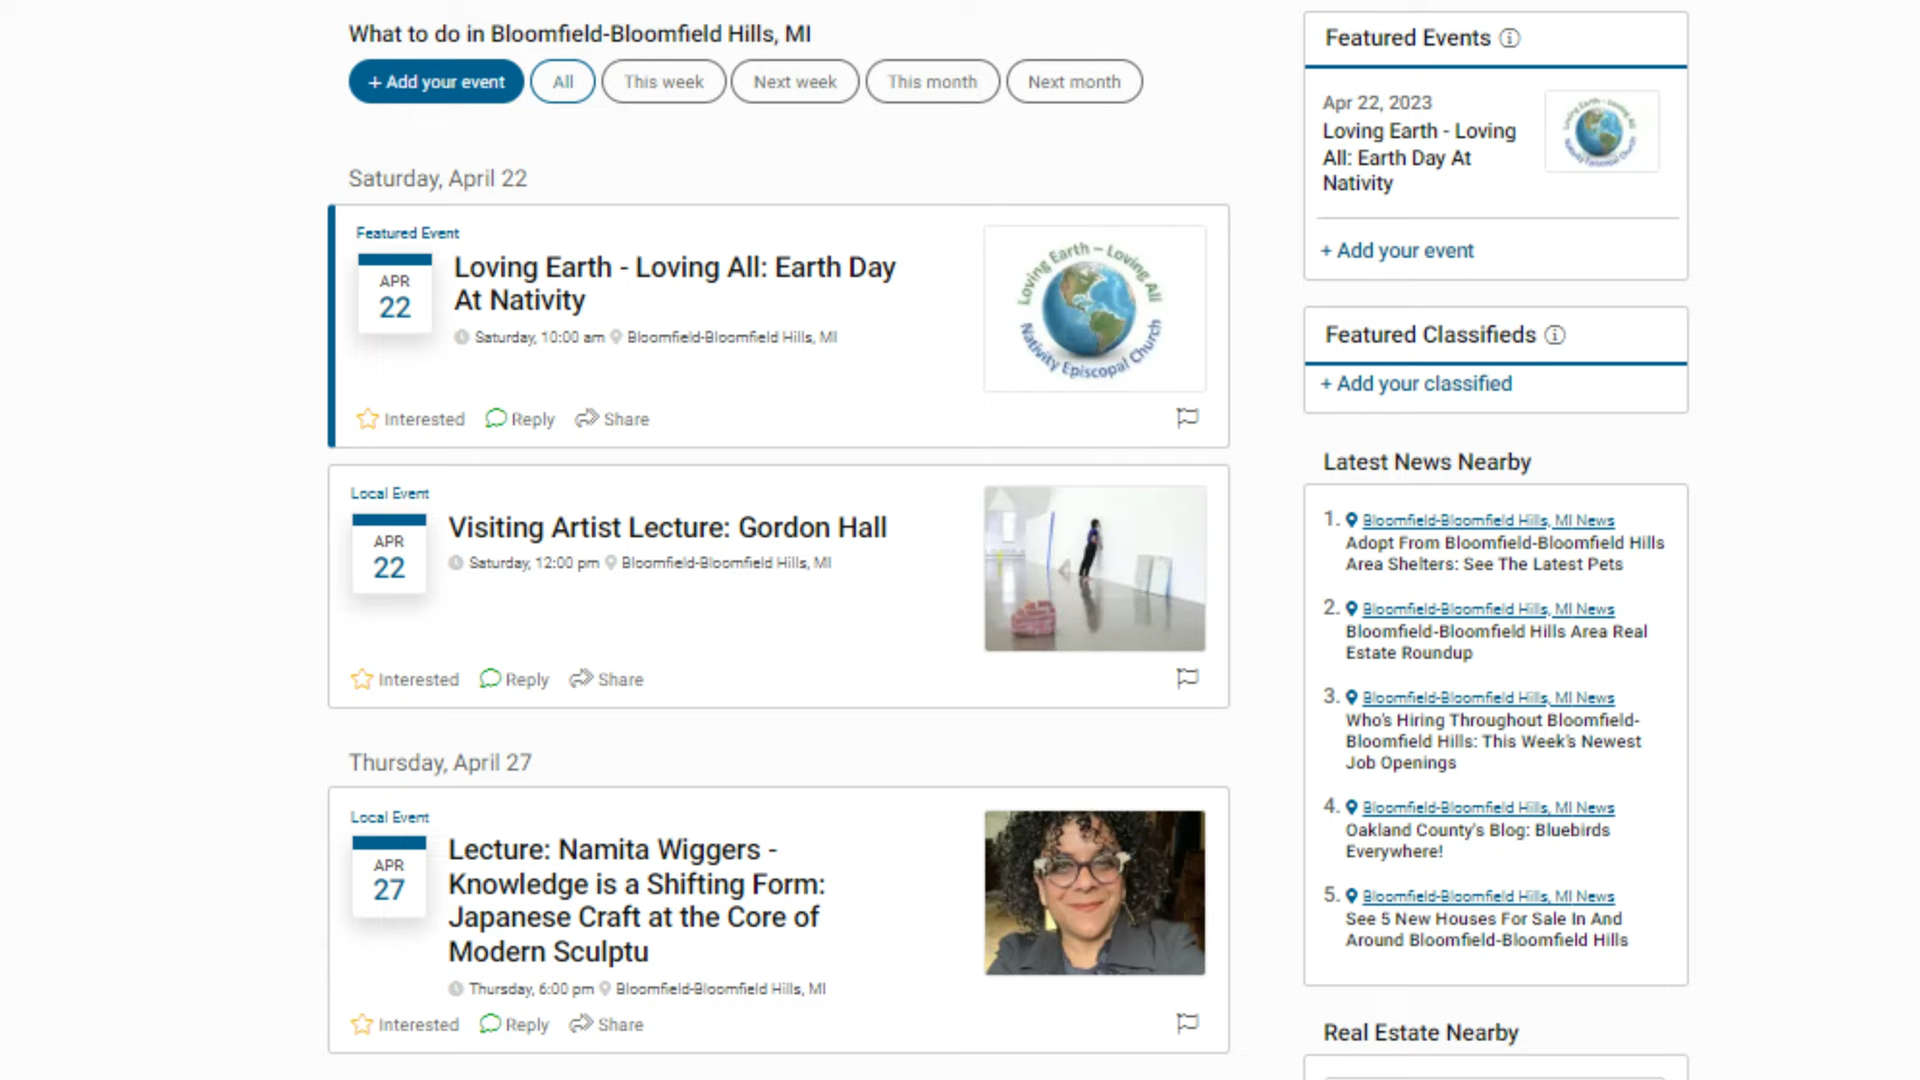 What to do in Bloomfield-Bloomfield Hills, MI
+ Add your event
All
This week
Next week
This month
Next month
Saturday, April 22
Featured Event
APR
22
Loving Earth - Loving All: Earth Day
At Nativity
Saturday, 10:00 am Bloomfield-Bloomfield Hills, MI
Loving Earth – Loving All
Nativity Episcopal Church
Interested Reply Share
Local Event
APR
22
Visiting Artist Lecture: Gordon Hall
Saturday, 12:00 pm Bloomfield-Bloomfield Hills, MI
Interested Reply Share
Thursday, April 27
Local Event
APR
27
Lecture: Namita Wiggers -
Knowledge is a Shifting Form:
Japanese Craft at the Core of
Modern Sculptu
Thursday, 6:00 pm Bloomfield-Bloomfield Hills, MI
Interested Reply Share
Featured Events
Apr 22, 2023
Loving Earth - Loving
All: Earth Day At
Nativity
Loving Earth – Loving All
Nativity Episcopal Church
+ Add your event
Featured Classifieds
+ Add your classified
Latest News Nearby
1. Bloomfield-Bloomfield Hills, MI News
Adopt From Bloomfield-Bloomfield Hills
Area Shelters: See The Latest Pets
2. Bloomfield-Bloomfield Hills, MI News
Bloomfield-Bloomfield Hills Area Real
Estate Roundup
3. Bloomfield-Bloomfield Hills, MI News
Who's Hiring Throughout Bloomfield-
Bloomfield Hills: This Week's Newest
Job Openings
4. Bloomfield-Bloomfield Hills, MI News
Oakland County's Blog: Bluebirds
Everywhere!
5. Bloomfield-Bloomfield Hills, MI News
See 5 New Houses For Sale In And
Around Bloomfield-Bloomfield Hills
Real Estate Nearby